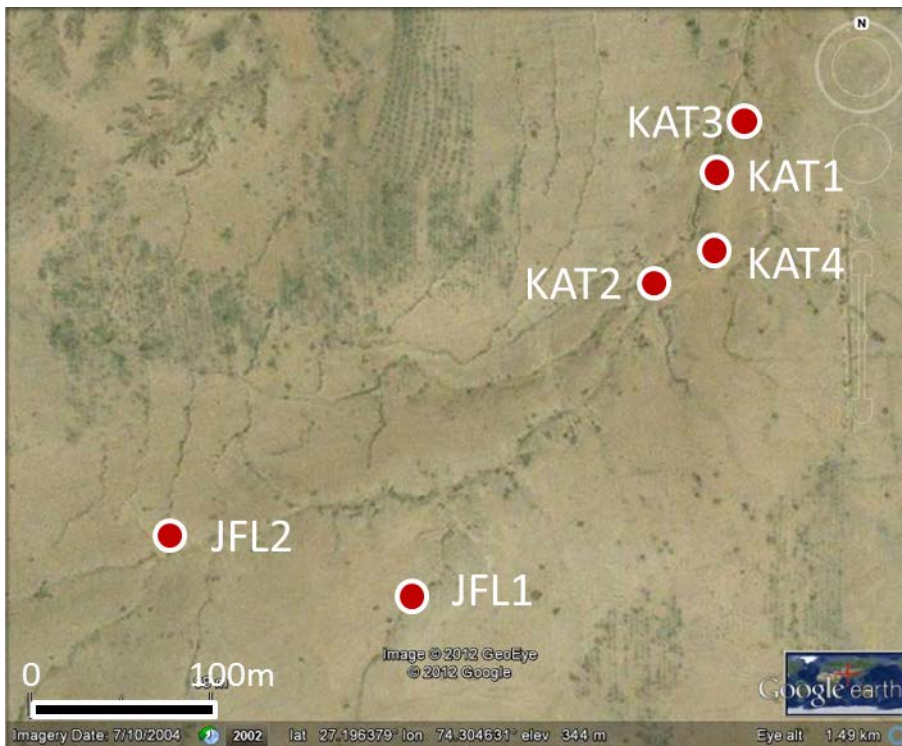 N
KAT3
KAT1
KAT4
KAT2
JFL2
JFL1
0 100m
Image © 2012 GeoEye
© 2012 Google
Google earth
Imagery Date: 7/10/2004 2002 lat 27.196379° lon 74.304631° elev 344 m Eye alt 1.49 km